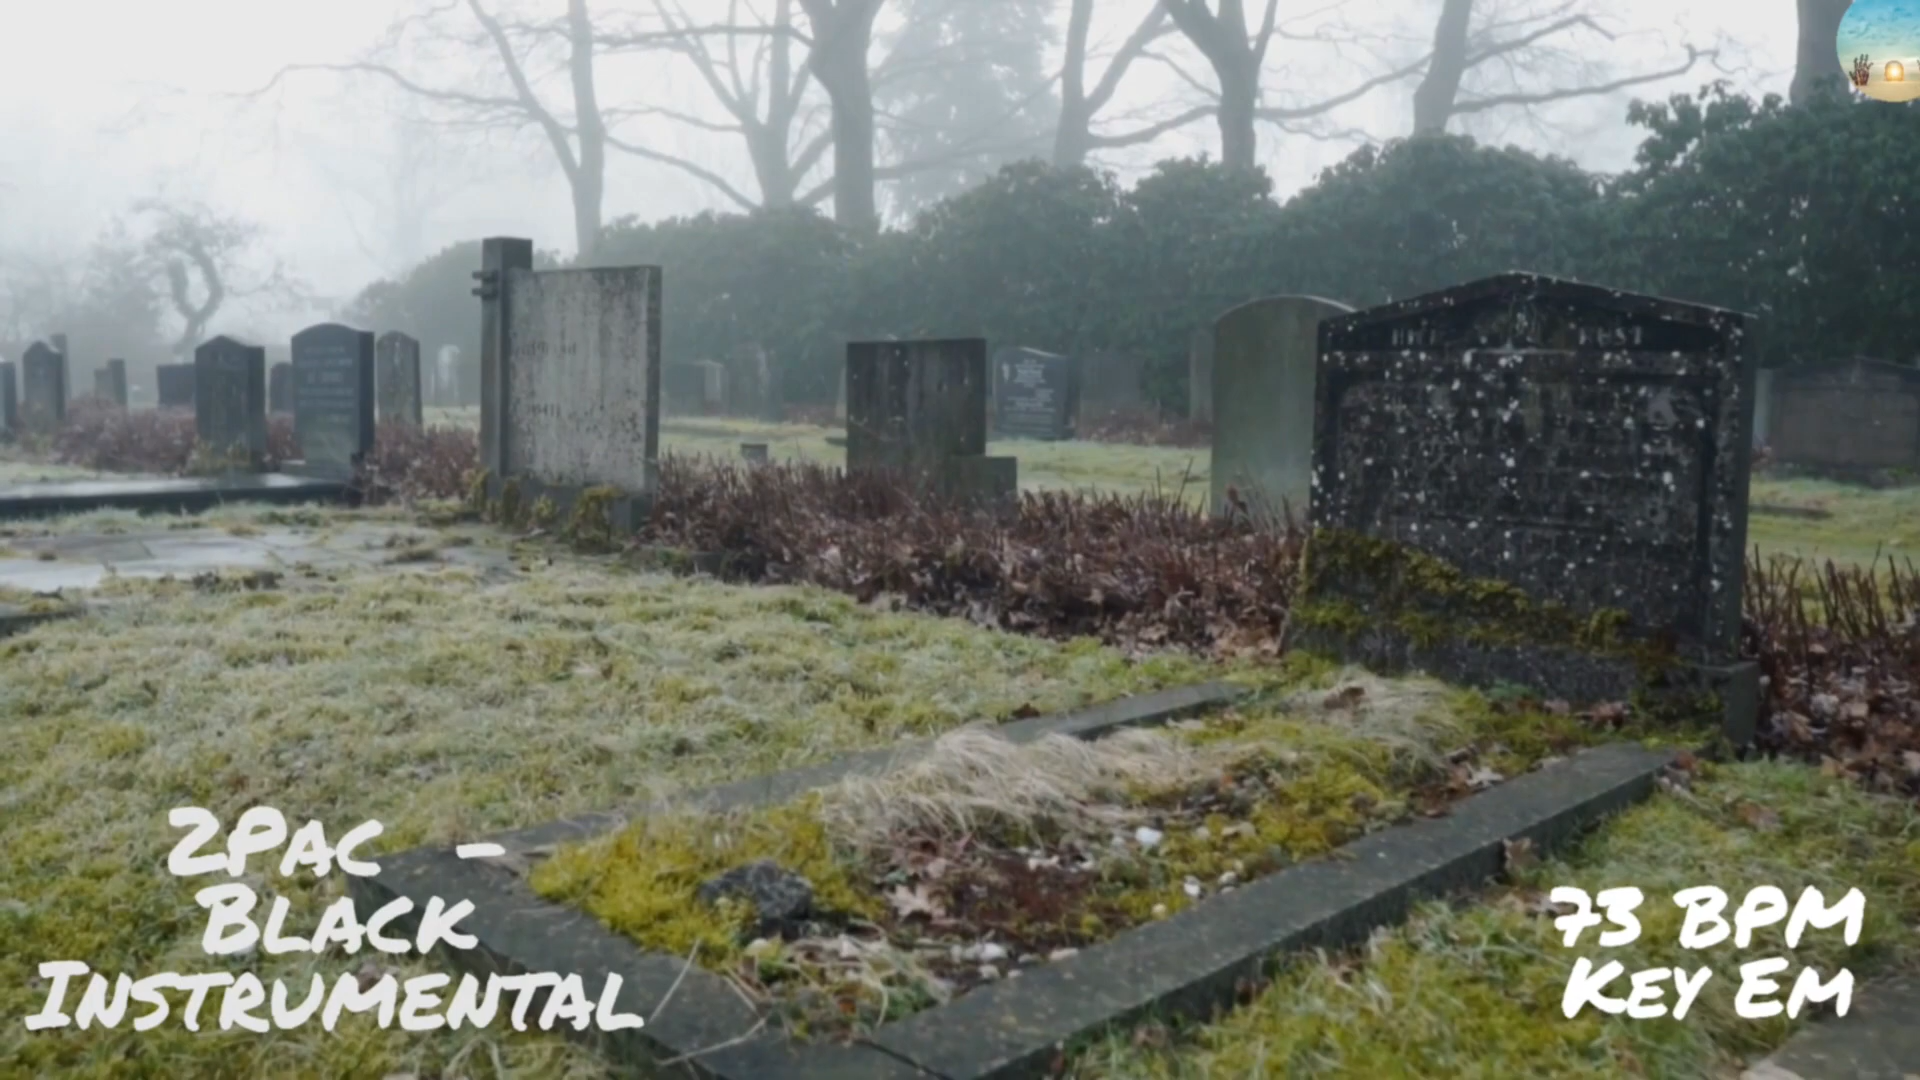 2Pac -
Black
Instrumental
73 BPM
Key Em